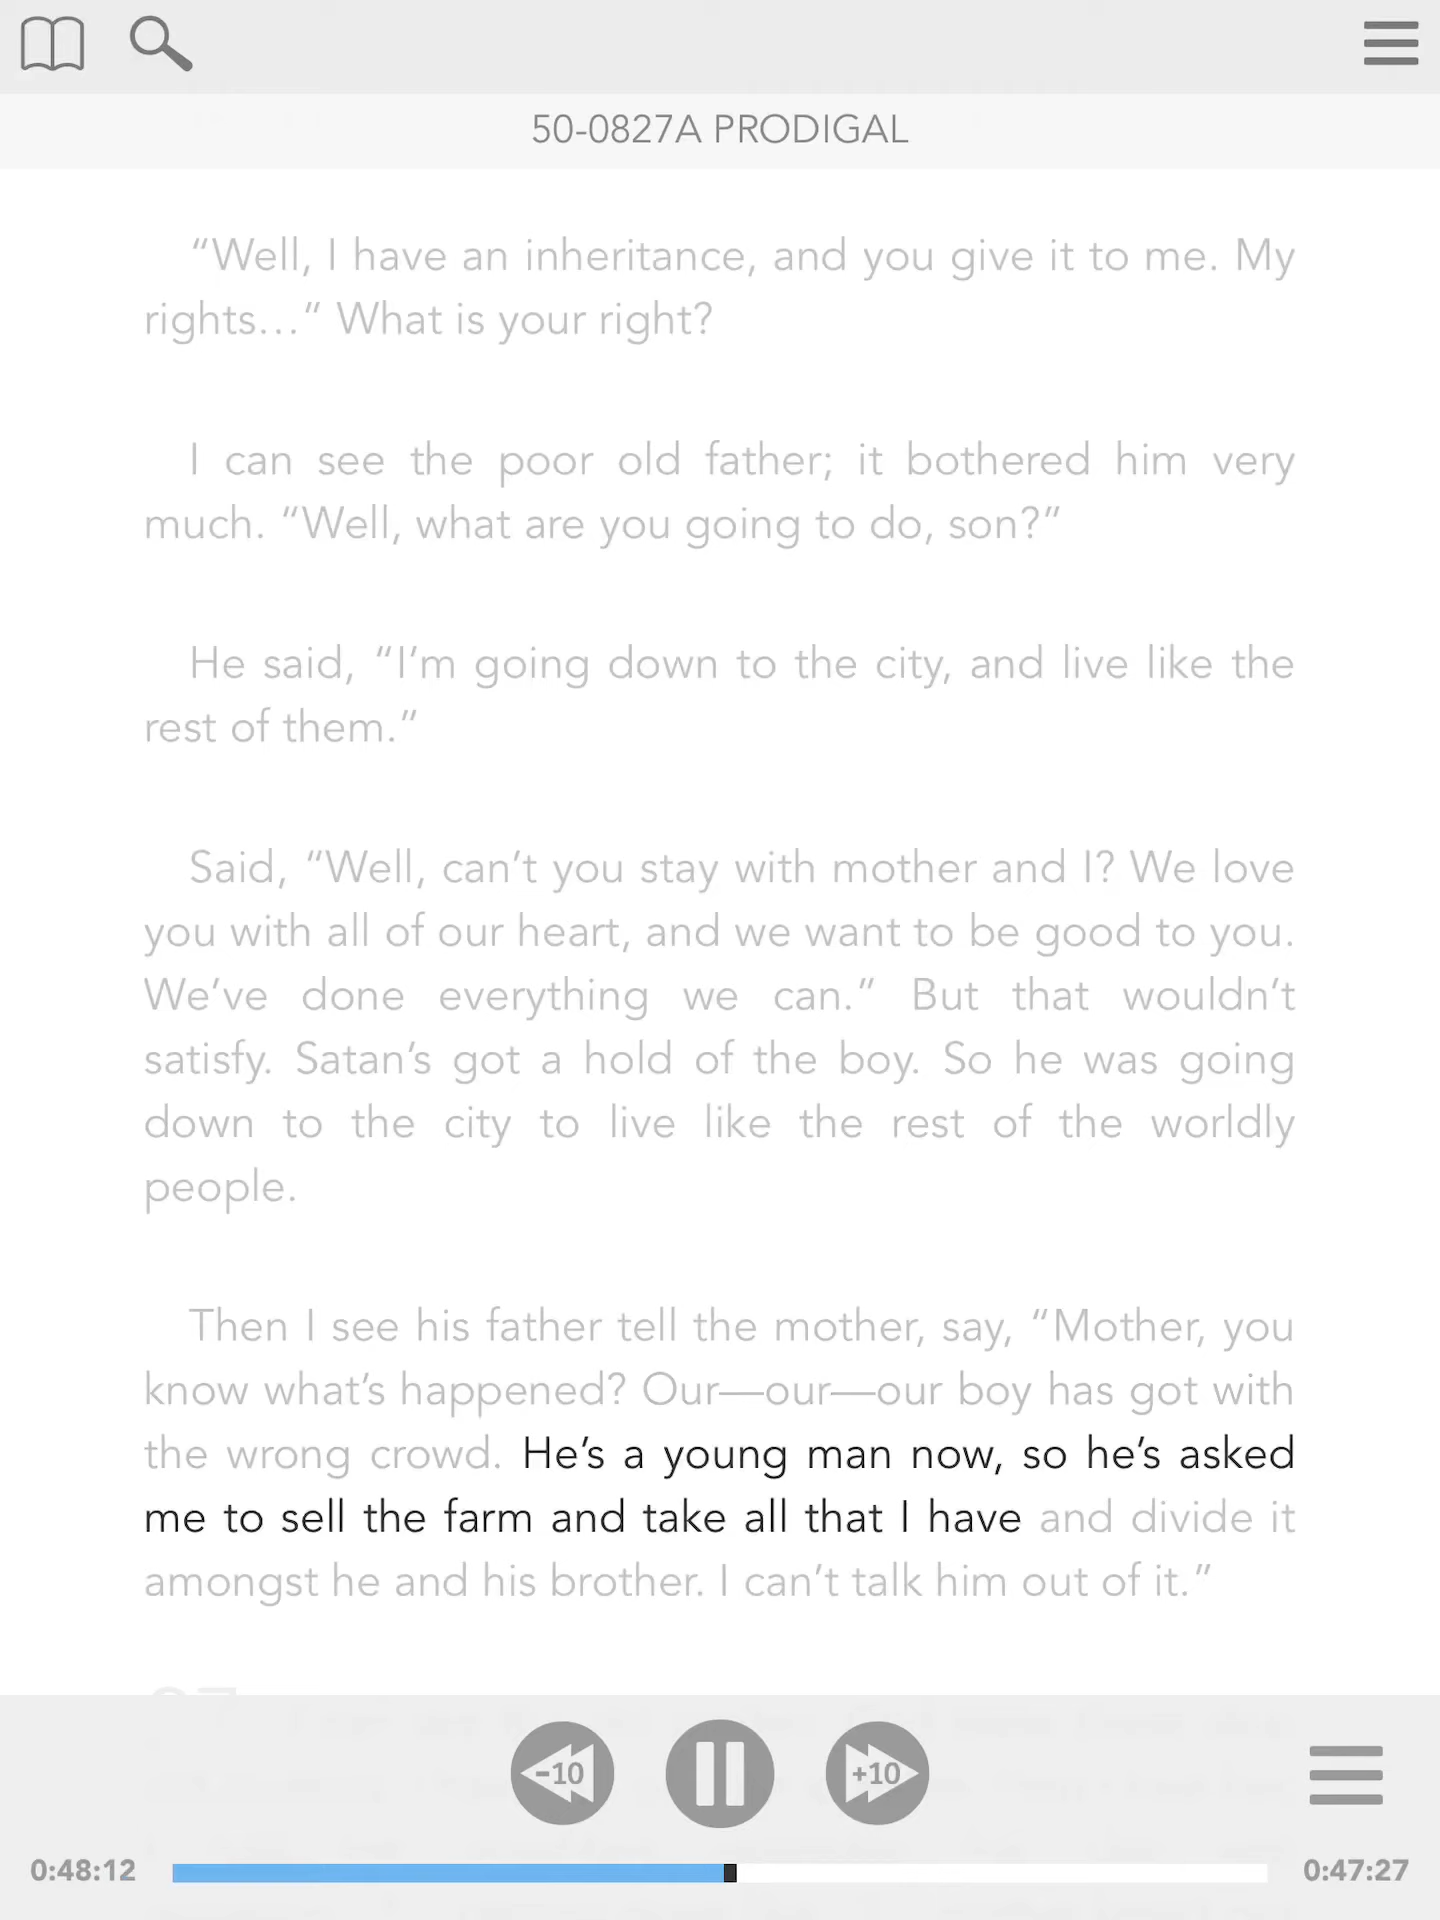 50-0827A PRODIGAL
“Well, I have an inheritance, and you give it to me. My
rights…” What is your right?
I can see the poor old father; it bothered him very
much. “Well, what are you going to do, son?”
He said, “I’m going down to the city, and live like the
rest of them.”
Said, “Well, can’t you stay with mother and I? We love
you with all of our heart, and we want to be good to you.
We’ve done everything we can.” But that wouldn’t
satisfy. Satan’s got a hold of the boy. So he was going
down to the city to live like the rest of the worldly
people.
Then I see his father tell the mother, say, “Mother, you
know what’s happened? Our—our—our boy has got with
the wrong crowd. He’s a young man now, so he’s asked
me to sell the farm and take all that I have and divide it
amongst he and his brother. I can’t talk him out of it.”
-10 +10
0:48:12 0:47:27